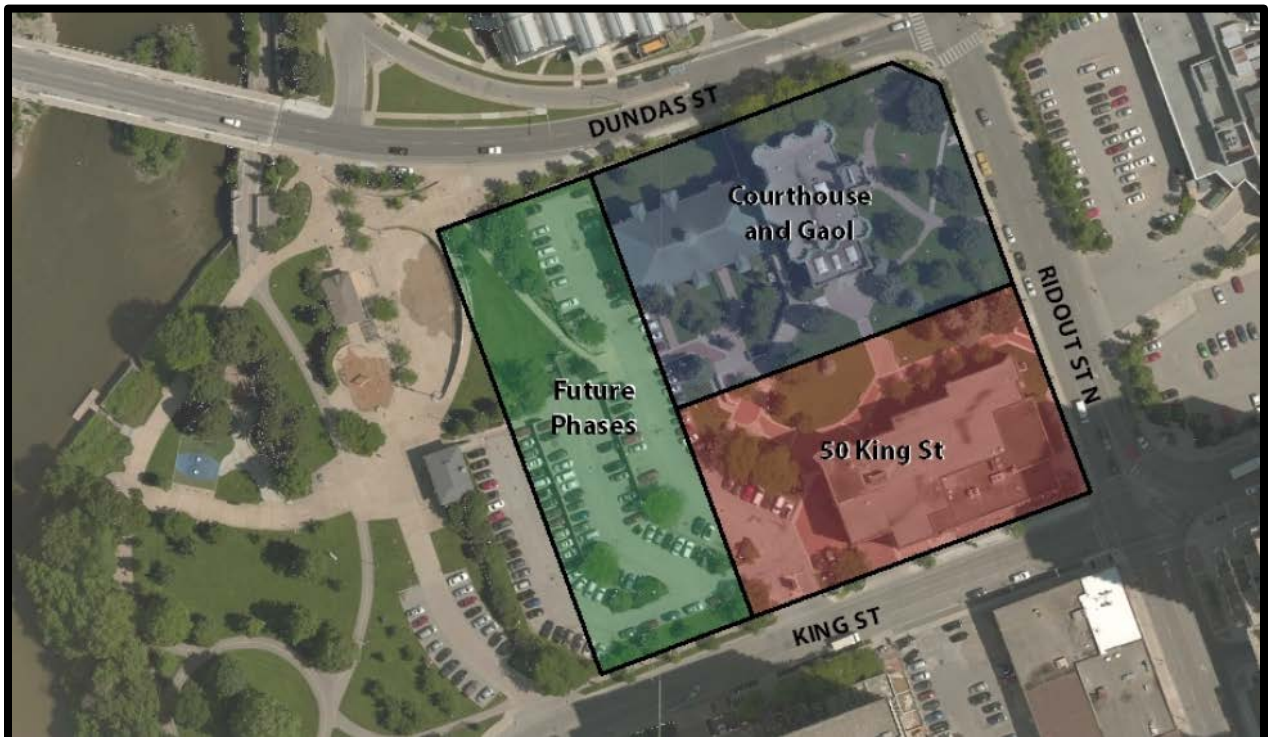 DUNDAS ST
Courthouse
and Gaol
RIDOUT ST N
Future
Phases
50 King St
KING ST